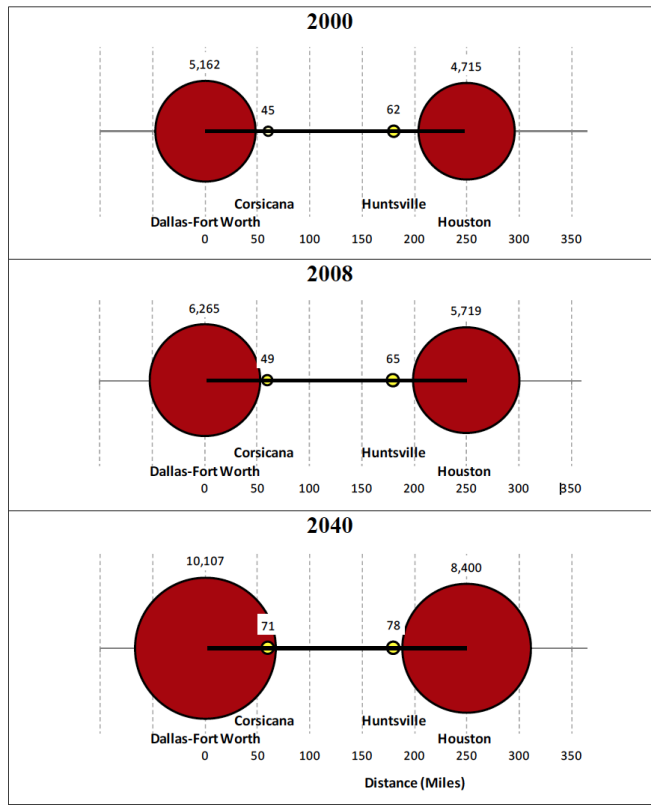 2000
5,162
4,715
45
62
Corsicana
Huntsville
Dallas-Fort Worth
Houston
0 50 100 150 200 250 300 350
2008
6,265
5,719
49
65
Corsicana
Huntsville
Dallas-Fort Worth
Houston
0 50 100 150 200 250 300 350
2040
10,107
8,400
71
78
Corsicana
Huntsville
Dallas-Fort Worth
Houston
0 50 100 150 200 250 300 350
Distance (Miles)